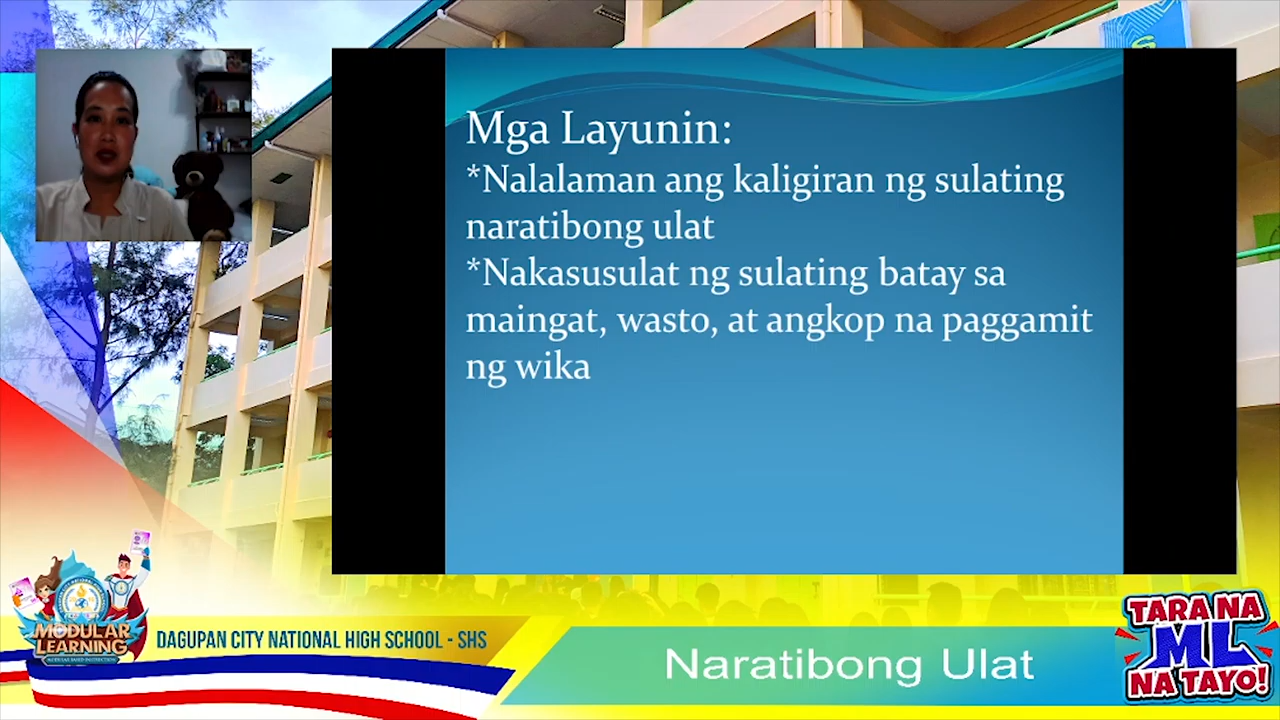 Mga Layunin:
*Nalalaman ang kaligiran ng sulating
naratibong ulat
*Nakasusulat ng sulating batay sa
maingat, wasto, at angkop na paggamit
ng wika
MODULAR
LEARNING
DAGUPAN CITY NATIONAL HIGH SCHOOL - SHS
Naratibong Ulat
TARA NA
ML
NA TAYO!